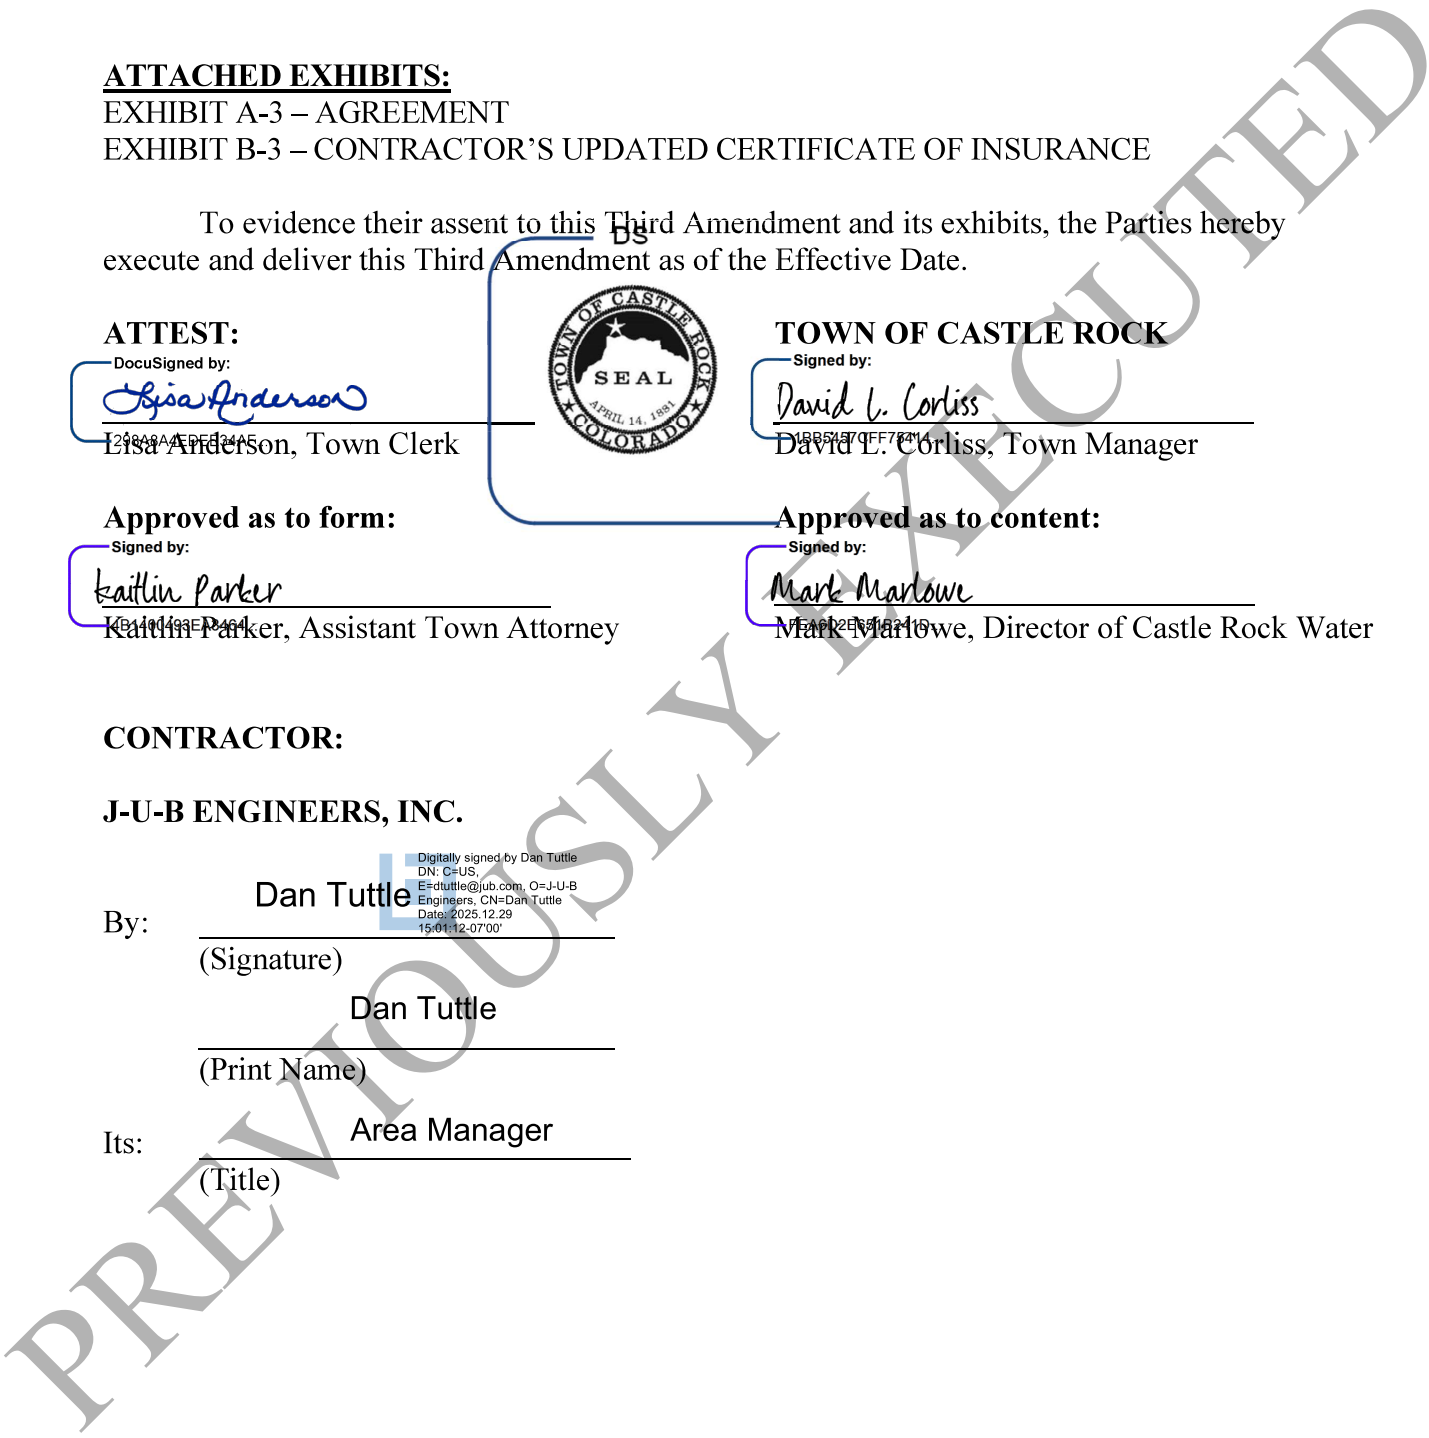 ATTACHED EXHIBITS:
EXHIBIT A-3 – AGREEMENT
EXHIBIT B-3 – CONTRACTOR'S UPDATED CERTIFICATE OF INSURANCE
To evidence their assent to this Third Amendment and its exhibits, the Parties hereby
execute and deliver this Third Amendment as of the Effective Date.
DS
TOWN OF CASTLE ROCK
SEAL
APRIL 14, 1881
COLORADO
ATTEST:
DocuSigned by:
Lisa Anderson
Lisa Anderson, Town Clerk
TOWN OF CASTLE ROCK
Signed by:
David L. Corliss
1BB5457CFF75414...
David L. Corliss, Town Manager
Approved as to form:
Signed by:
Kaitlin Parker
4B1400493EA8464...
Kaitlin Parker, Assistant Town Attorney
Approved as to content:
Signed by:
Mark Marlowe
Mark Marlowe, Director of Castle Rock Water
CONTRACTOR:
J-U-B ENGINEERS, INC.
By:
Dan Tuttle
Digitally signed by Dan Tuttle
DN: C=US,
E=dtuttle@jub.com, O=J-U-B
Engineers, CN=Dan Tuttle
Date: 2025.12.29
15:01:12-07'00'
(Signature)
Dan Tuttle
(Print Name)
Its:
Area Manager
(Title)
PREVIOUSLY EXECUTED